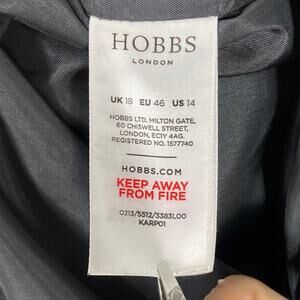 HOBBS
LONDON
UK 18 EU 46 US 14
HOBBS LTD, MILTON GATE,
60 CHISWELL STREET,
LONDON, EC1Y 4AG.
REGISTERED NO. 1577740
HOBBS.COM
KEEP AWAY
FROM FIRE
0213/5512/3383L00
KARP01